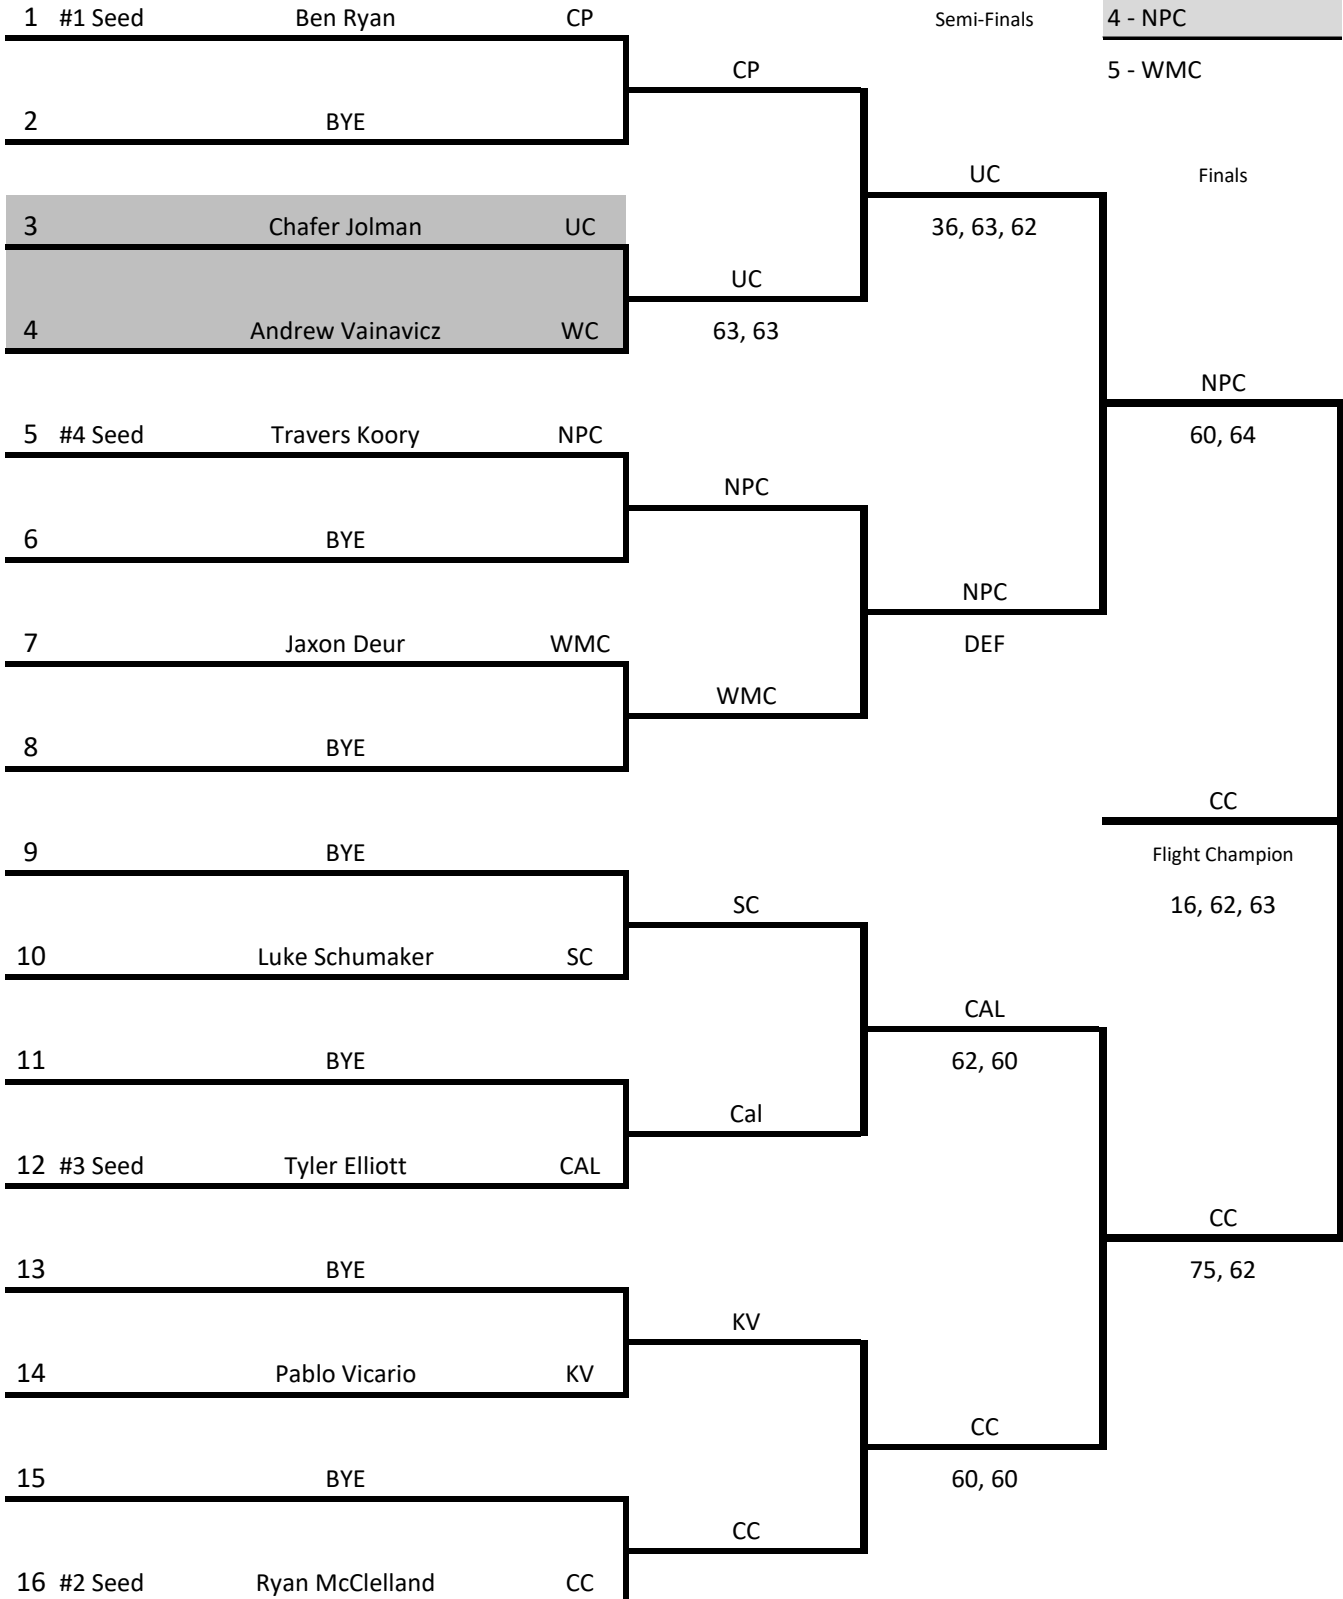 1 #1 Seed Ben Ryan CP Semi-Finals 4 - NPC
CP 5 - WMC
2 BYE
UC Finals
3 Chafer Jolman UC 36, 63, 62
UC
4 Andrew Vainavicz WC 63, 63
NPC
5 #4 Seed Travers Koory NPC 60, 64
NPC
6 BYE
NPC
7 Jaxon Deur WMC DEF
WMC
8 BYE
CC
9 BYE Flight Champion
SC 16, 62, 63
10 Luke Schumaker SC
CAL
11 BYE 62, 60
Cal
12 #3 Seed Tyler Elliott CAL
CC
13 BYE 75, 62
KV
14 Pablo Vicario KV
CC
15 BYE 60, 60
CC
16 #2 Seed Ryan McClelland CC